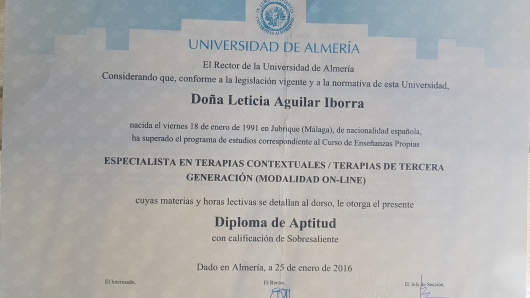 UNIVERSIDAD DE ALMERÍA
El Rector de la Universidad de Almería
Considerando que, conforme a la legislación vigente y a la normativa de esta Universidad,
Doña Leticia Aguilar Iborra
nacida el viernes 18 de enero de 1991 en Jubrique (Málaga), de nacionalidad española,
ha superado el programa de estudios correspondiente al Curso de Enseñanzas Propias
ESPECIALISTA EN TERAPIAS CONTEXTUALES / TERAPIAS DE TERCERA
GENERACIÓN (MODALIDAD ON-LINE)
cuyas materias y horas lectivas se detallan al dorso, le otorga el presente
Diploma de Aptitud
con calificación de Sobresaliente
Dado en Almería, a 25 de enero de 2016
El Interesado, El Rector, El Jefe de Sección,